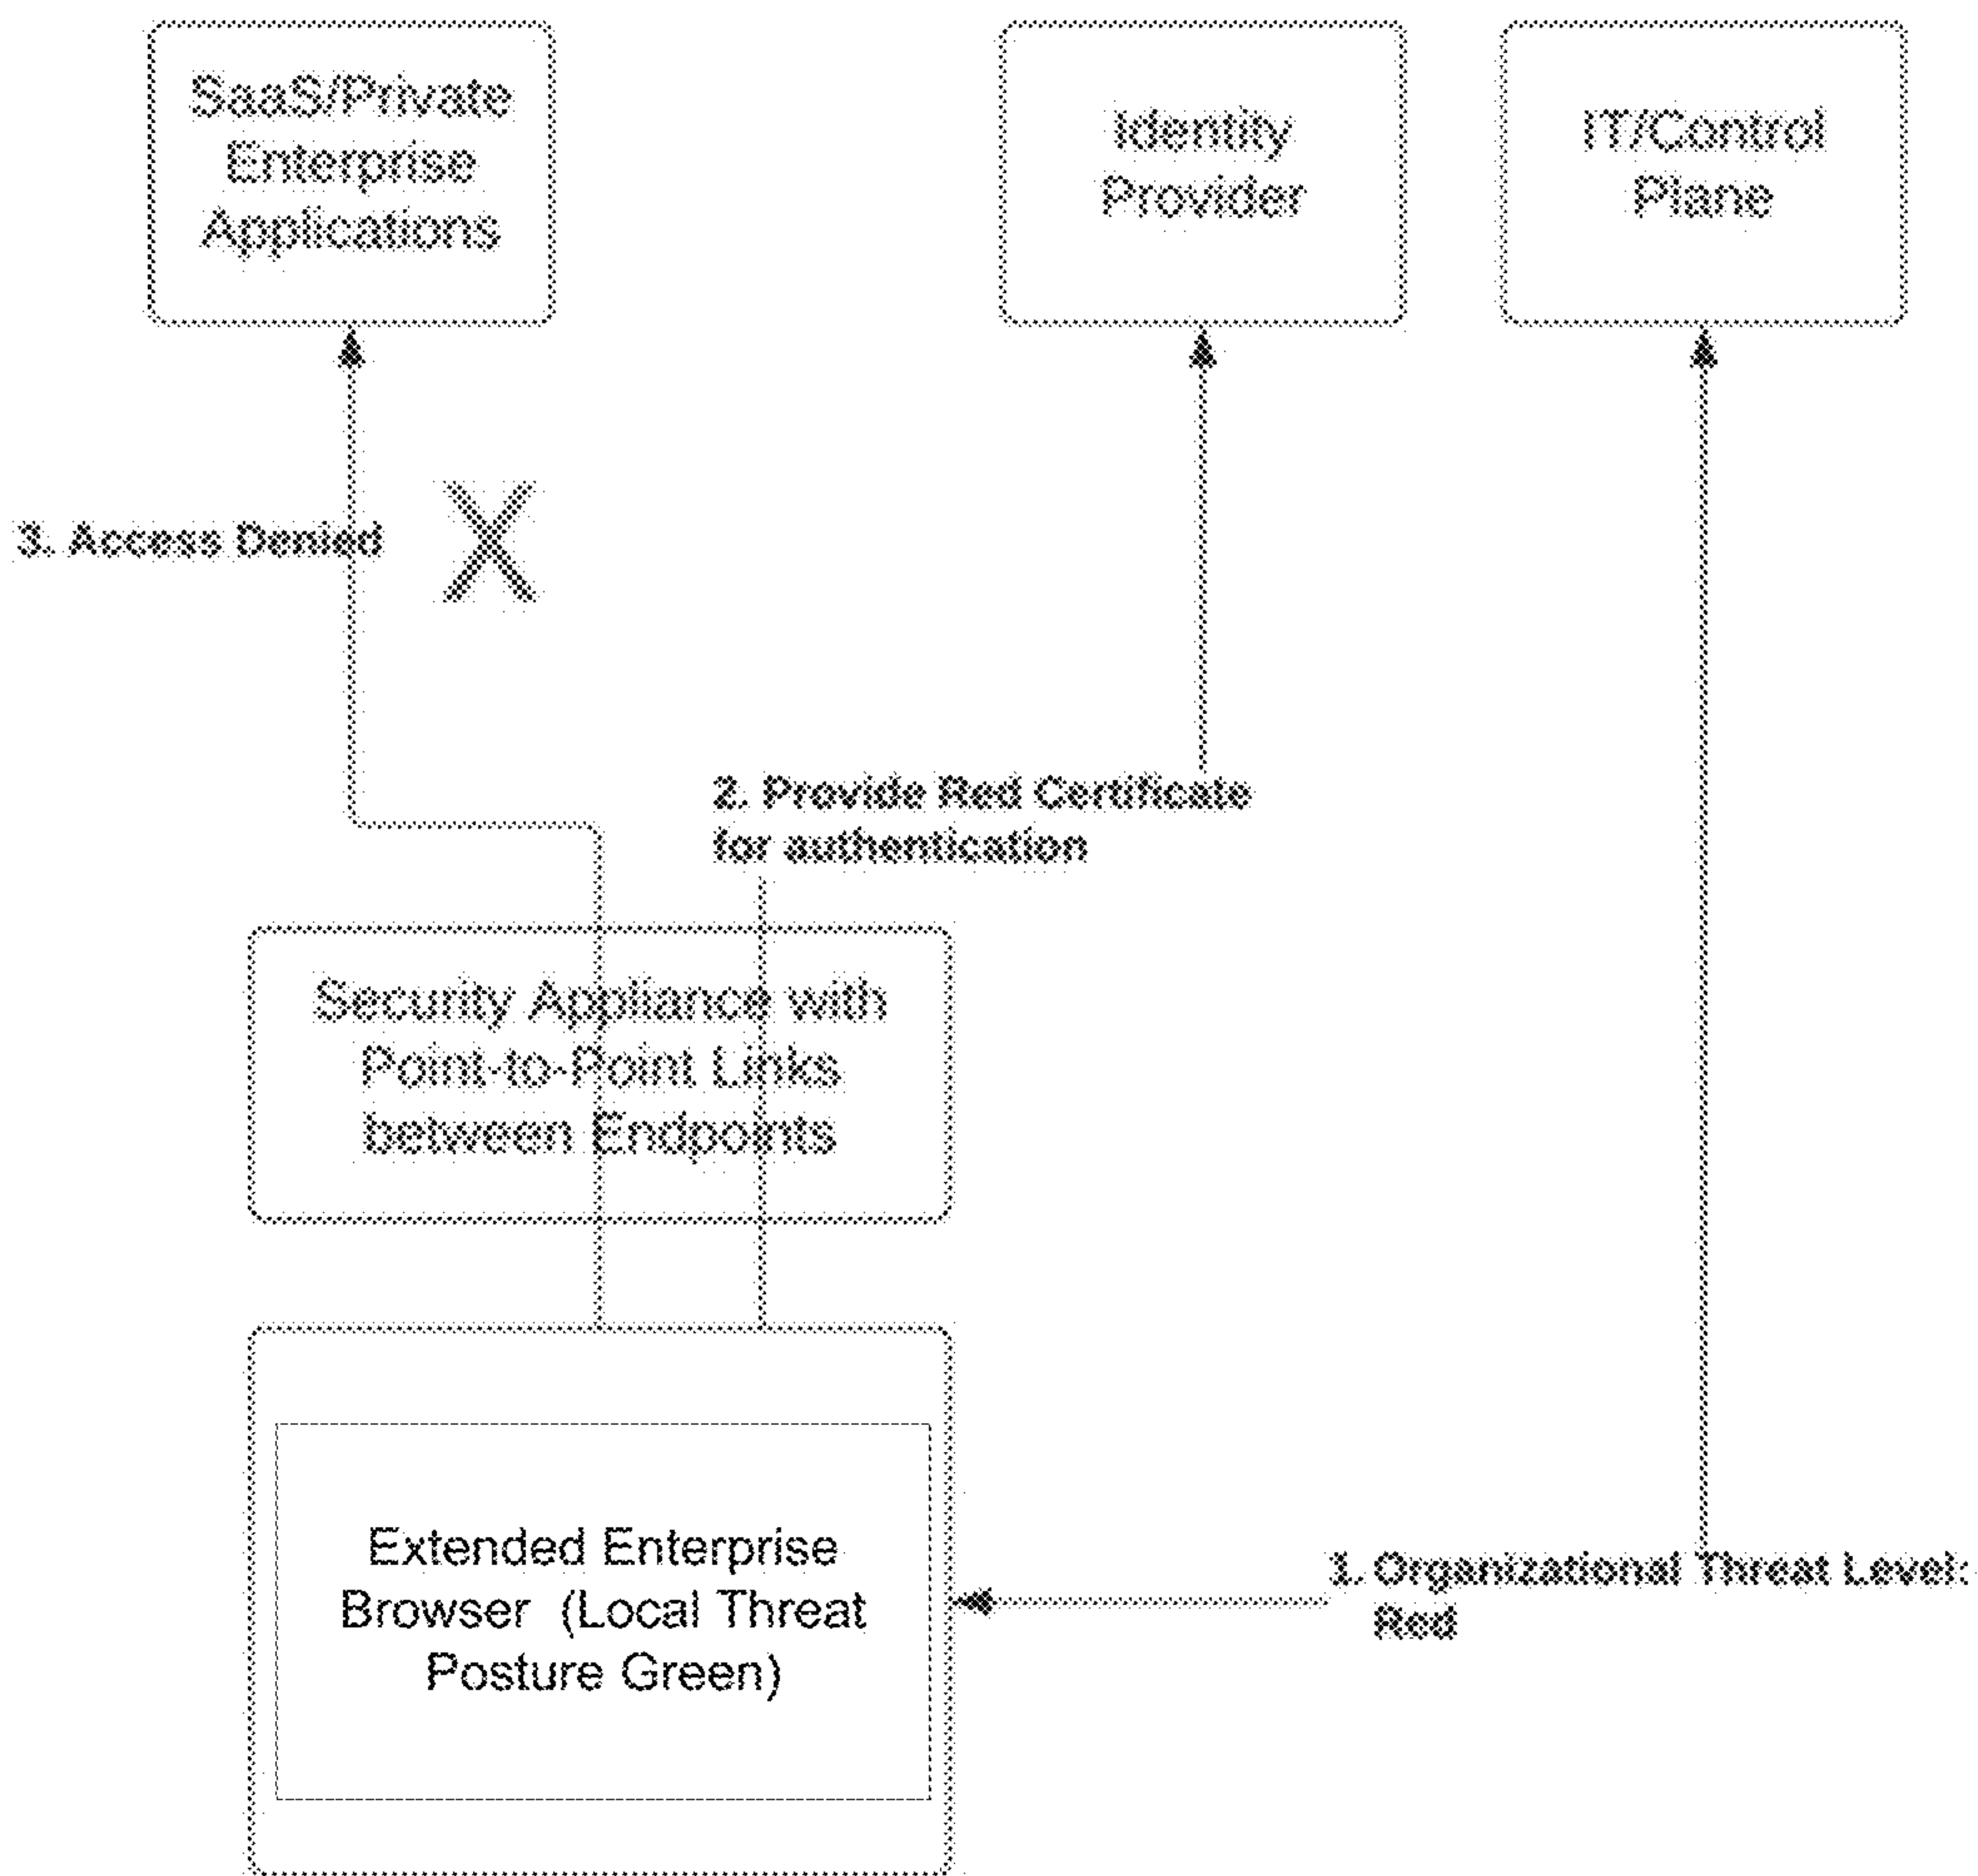 SaaS/Private
Enterprise
Applications
Identity
Provider
IT/Control
Plane
3. Access Denied
X
2. Provide Red Certificate
for authentication
Security Appliance with
Point-to-Point Links
between Endpoints
Extended Enterprise
Browser (Local Threat
Posture Green)
1. Organizational Threat Level:
Red